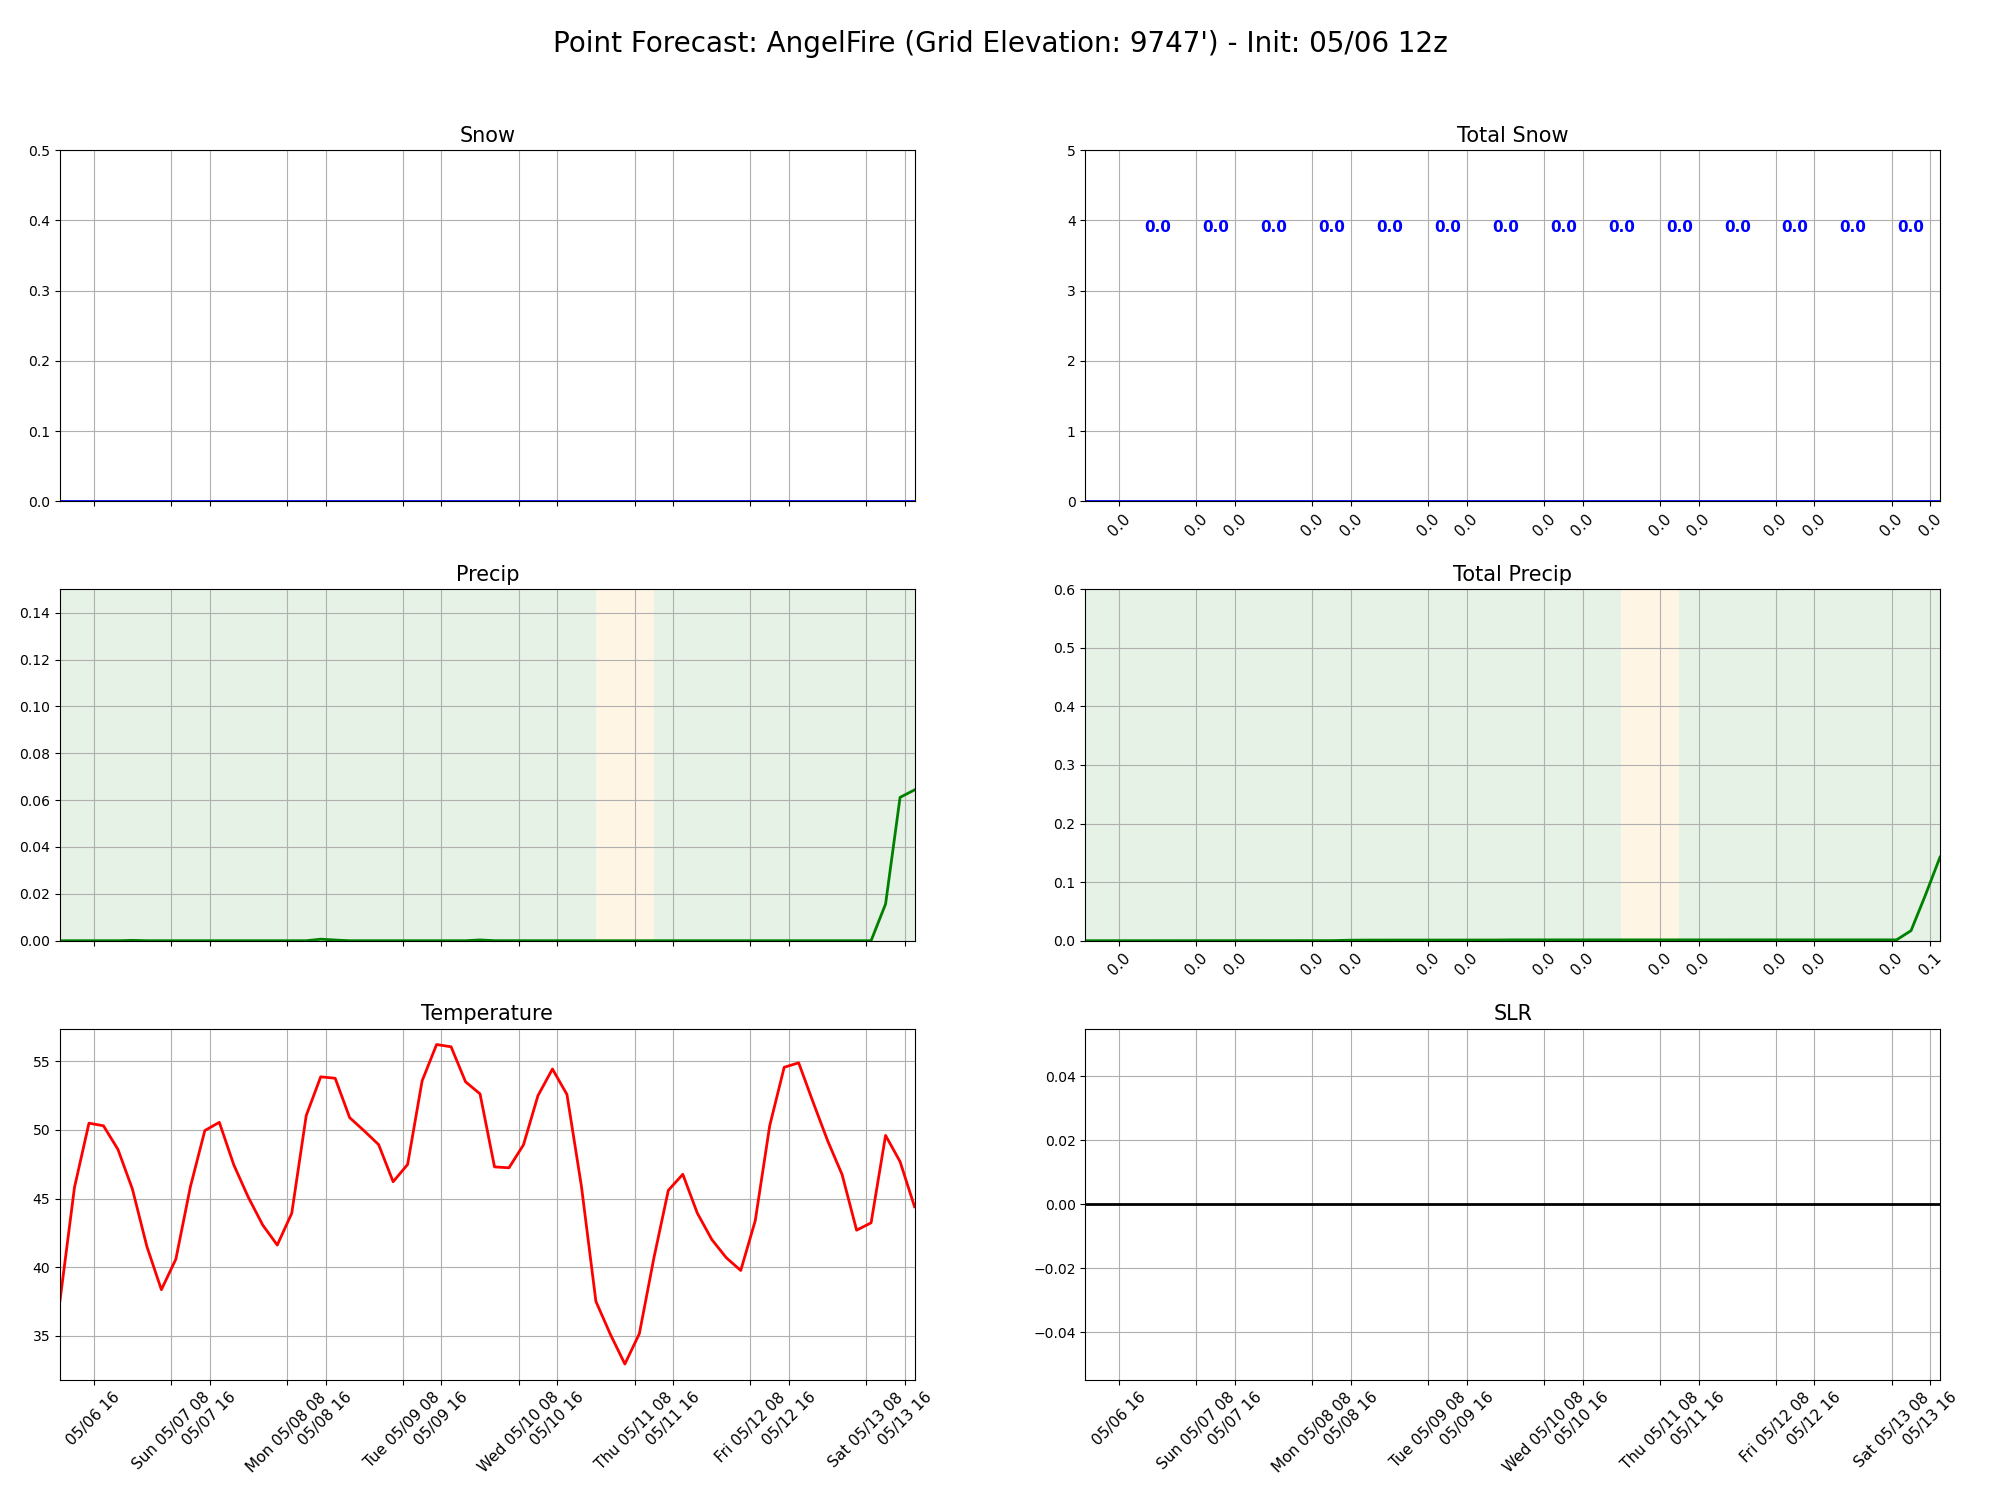 Point Forecast: AngelFire (Grid Elevation: 9747') - Init: 05/06 12z
Snow
0.5
0.4
0.3
0.2
0.1
0.0
Total Snow
5
4
3
2
1
0
0.0 0.0 0.0 0.0 0.0 0.0 0.0 0.0 0.0 0.0 0.0 0.0 0.0 0.0
0.0 0.0 0.0 0.0 0.0 0.0 0.0 0.0 0.0 0.0 0.0 0.0 0.0 0.0 0.0
Precip
0.14
0.12
0.10
0.08
0.06
0.04
0.02
0.00
Total Precip
0.6
0.5
0.4
0.3
0.2
0.1
0.0
0.0 0.0 0.0 0.0 0.0 0.0 0.0 0.0 0.0 0.0 0.0 0.0 0.0 0.0 0.1
Temperature
55
50
45
40
35
05/06 16
Sun 05/07 08
05/07 16
Mon 05/08 08
05/08 16
Tue 05/09 08
05/09 16
Wed 05/10 08
05/10 16
Thu 05/11 08
05/11 16
Fri 05/12 08
05/12 16
Sat 05/13 08
05/13 16
SLR
0.04
0.02
0.00
−0.02
−0.04
05/06 16
Sun 05/07 08
05/07 16
Mon 05/08 08
05/08 16
Tue 05/09 08
05/09 16
Wed 05/10 08
05/10 16
Thu 05/11 08
05/11 16
Fri 05/12 08
05/12 16
Sat 05/13 08
05/13 16